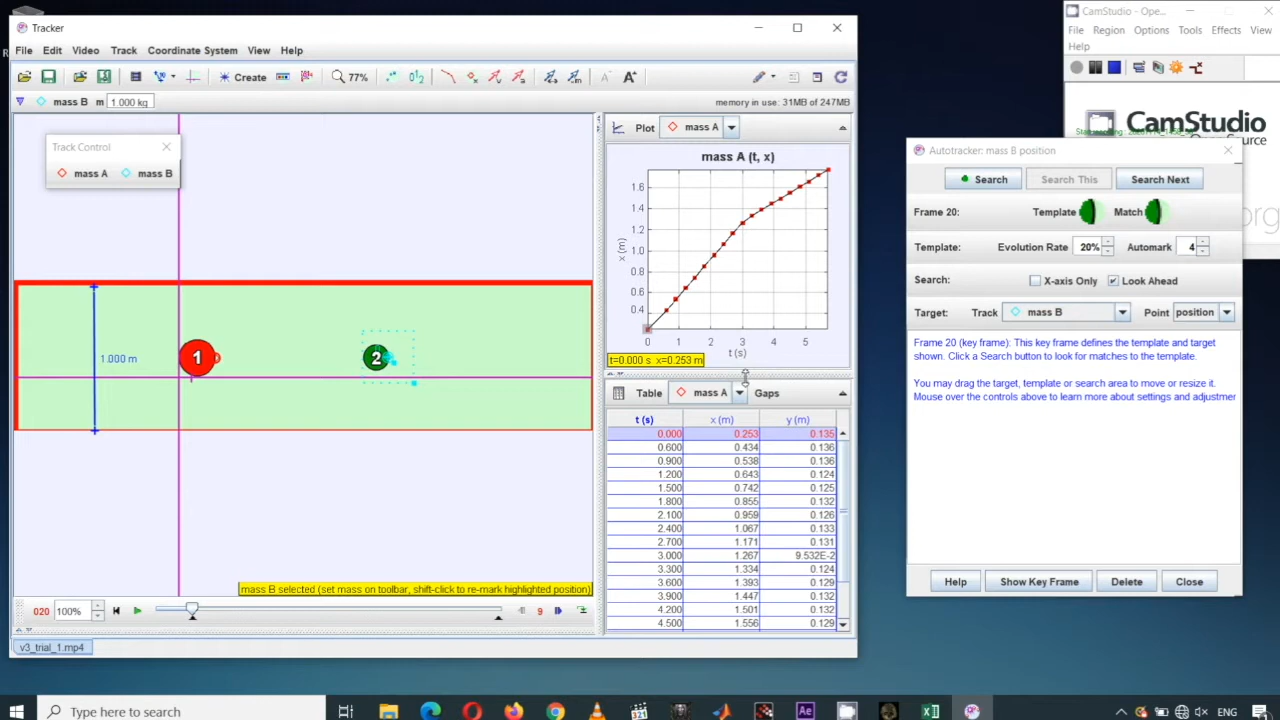 Tracker
File Edit Video Track Coordinate System View Help
Create 77%
mass B m 1.000 kg
memory in use: 31MB of 247MB
Track Control
mass A mass B
1.000 m
1
2
mass B selected (set mass on toolbar, shift-click to re-mark highlighted position)
020 100% 9
v3_trial_1.mp4
Plot mass A
mass A (t, x)
x (m)
1.6
1.4
1.2
1.0
0.8
0.6
0.4
0 1 2 3 4 5
t (s)
t=0.000 s x=0.253 m
Table mass A Gaps
t (s) x (m) y (m)
0.000 0.253 0.135
0.600 0.434 0.136
0.900 0.538 0.136
1.200 0.643 0.124
1.500 0.742 0.125
1.800 0.855 0.132
2.100 0.959 0.126
2.400 1.067 0.133
2.700 1.171 0.131
3.000 1.267 9.532E-2
3.300 1.334 0.124
3.600 1.393 0.129
3.900 1.447 0.132
4.200 1.501 0.132
4.500 1.556 0.129
CamStudio - Ope...
File Region Options Tools Effects View
Help
CamStudio
Autotracker: mass B position
Search Search This Search Next
Frame 20: Template Match
Template: Evolution Rate 20% Automark 4
Search: X-axis Only Look Ahead
Target: Track mass B Point position
Frame 20 (key frame): This key frame defines the template and target
shown. Click a Search button to look for matches to the template.
You may drag the target, template or search area to move or resize it.
Mouse over the controls above to learn more about settings and adjustmer
Help Show Key Frame Delete Close
Type here to search
ENG